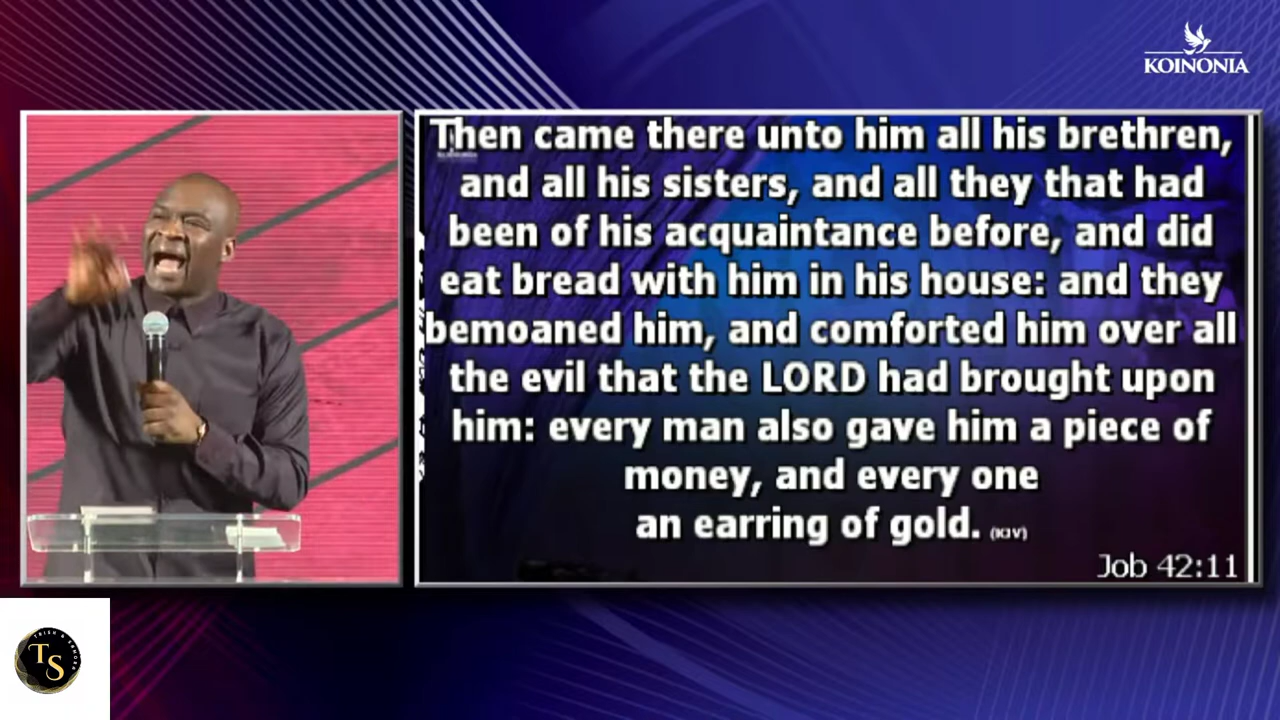 KOINONIA
Then came there unto him all his brethren,
and all his sisters, and all they that had
been of his acquaintance before, and did
eat bread with him in his house: and they
bemoaned him, and comforted him over all
the evil that the LORD had brought upon
him: every man also gave him a piece of
money, and every one
an earring of gold. (KJV)
Job 42:11
TS